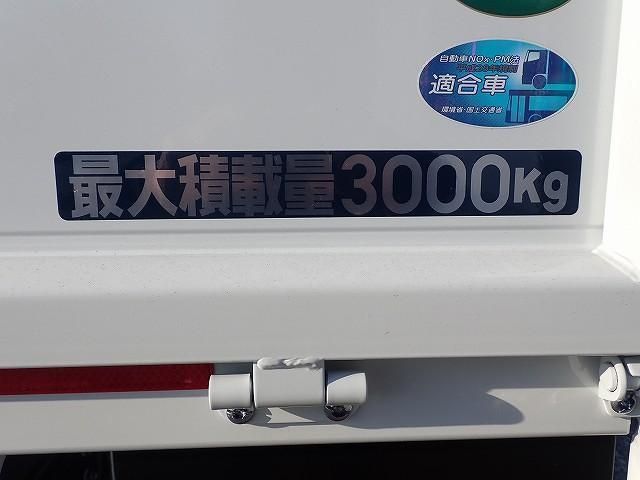 自動車NOx・PM法
適合車
環境省・国土交通省
最大積載量3000Kg